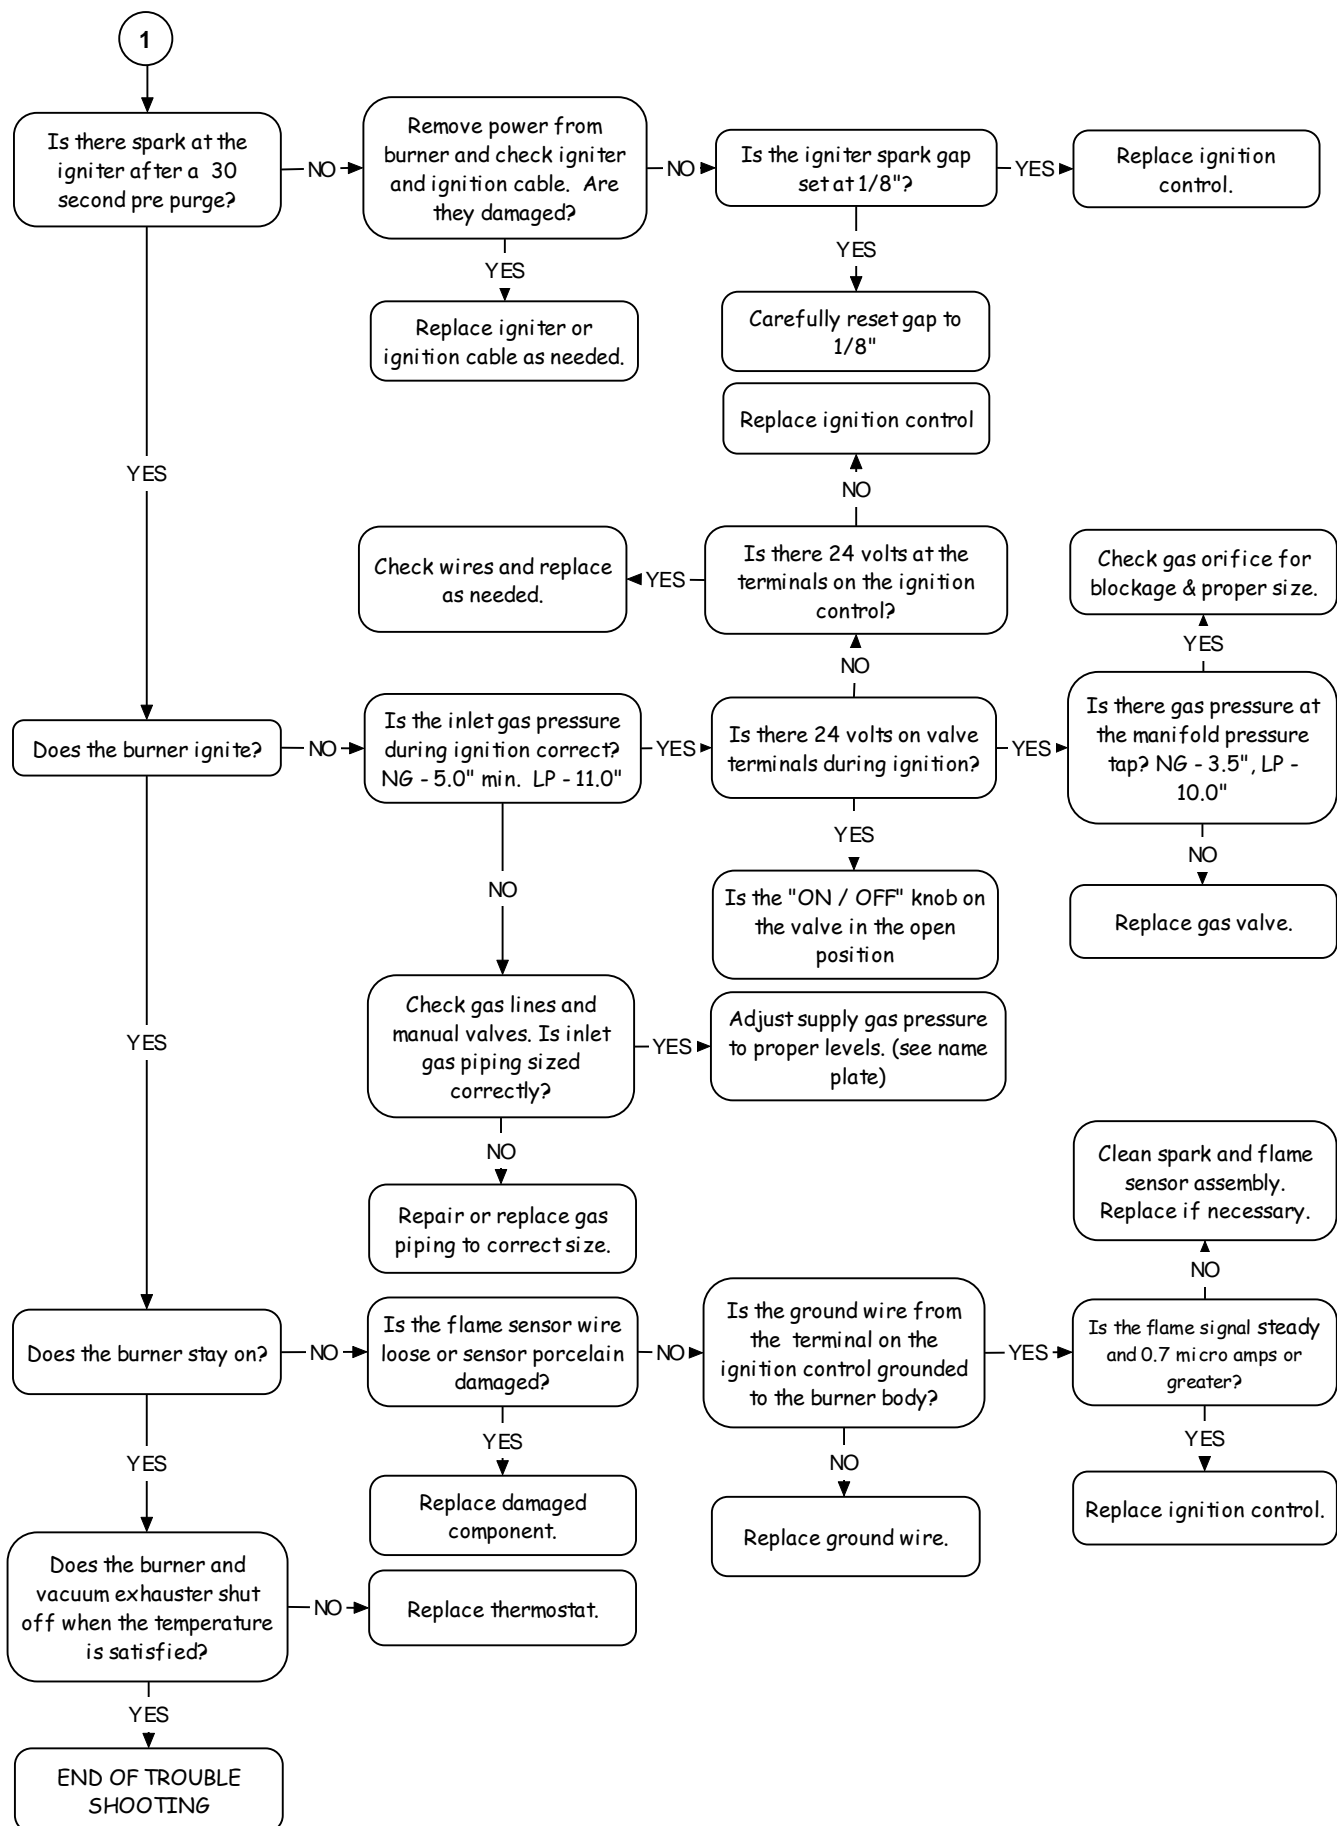 1
Is there spark at the
igniter after a 30
second pre purge?
NO
Remove power from
burner and check igniter
and ignition cable. Are
they damaged?
NO
Is the igniter spark gap
set at 1/8"?
YES
Replace ignition
control.
YES
Replace igniter or
ignition cable as needed.
YES
Carefully reset gap to
1/8"
Replace ignition control
YES
NO
Check wires and replace
as needed.
YES
Is there 24 volts at the
terminals on the ignition
control?
Check gas orifice for
blockage & proper size.
NO
YES
Does the burner ignite?
NO
Is the inlet gas pressure
during ignition correct?
NG - 5.0" min. LP - 11.0"
YES
Is there 24 volts on valve
terminals during ignition?
YES
Is there gas pressure at
the manifold pressure
tap? NG - 3.5", LP -
10.0"
YES
NO
NO
Is the "ON / OFF" knob on
the valve in the open
position
Replace gas valve.
YES
Check gas lines and
manual valves. Is inlet
gas piping sized
correctly?
YES
Adjust supply gas pressure
to proper levels. (see name
plate)
NO
Repair or replace gas
piping to correct size.
Clean spark and flame
sensor assembly.
Replace if necessary.
NO
Does the burner stay on?
NO
Is the flame sensor wire
loose or sensor porcelain
damaged?
NO
Is the ground wire from
the terminal on the
ignition control grounded
to the burner body?
YES
Is the flame signal steady
and 0.7 micro amps or
greater?
YES
YES
NO
YES
Replace damaged
component.
Replace ground wire.
Replace ignition control.
Does the burner and
vacuum exhauster shut
off when the temperature
is satisfied?
NO
Replace thermostat.
YES
END OF TROUBLE
SHOOTING